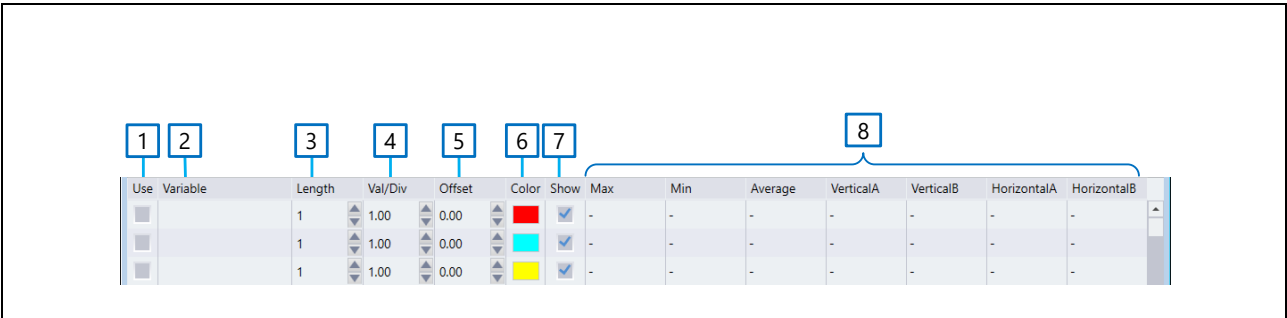 1 2 3 4 5 6 7 8
Use Variable Length Val/Div Offset Color Show Max Min Average VerticalA VerticalB HorizontalA HorizontalB
1 1.00 0.00 - - - - - - -
1 1.00 0.00 - - - - - - -
1 1.00 0.00 - - - - - - -